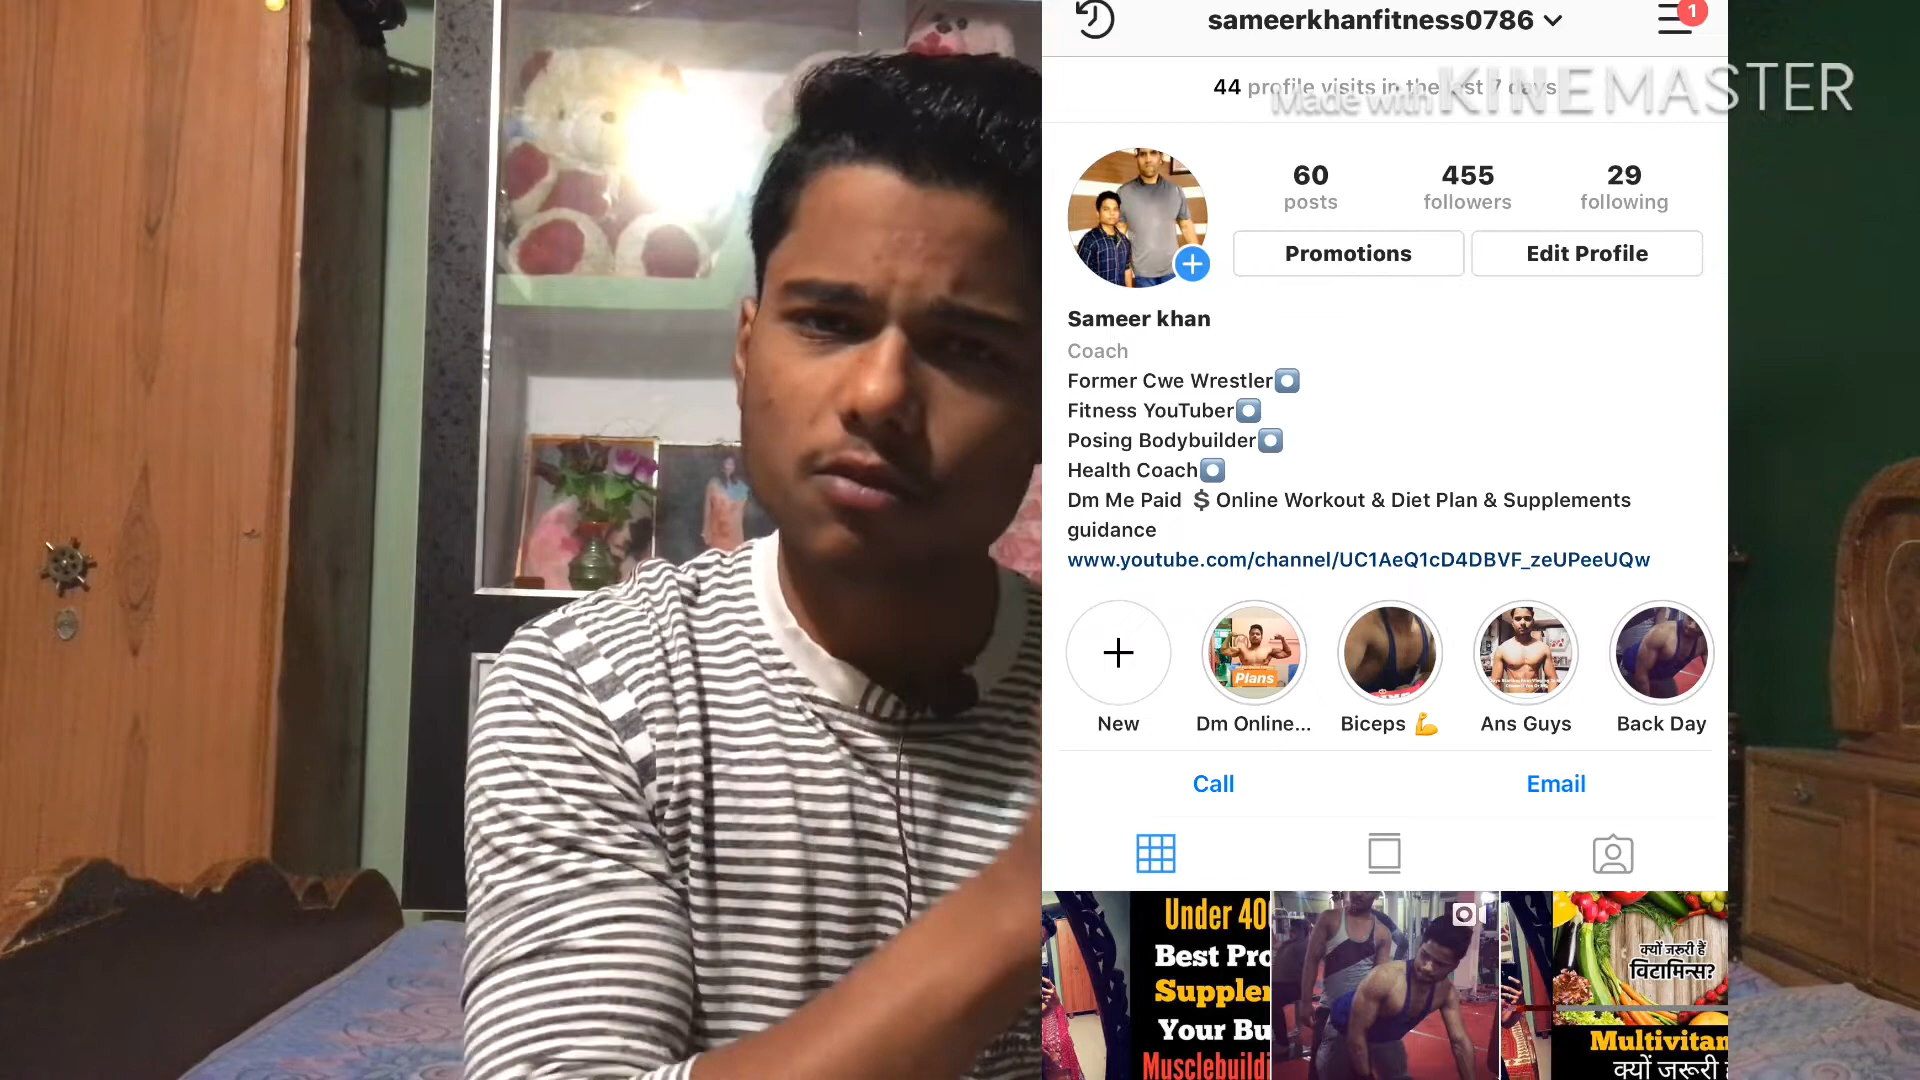 sameerkhanfitness0786
1
44 profile visits in the last 7 days
Made with KINEMASTER
60
posts
455
followers
29
following
Promotions
Edit Profile
Sameer khan
Coach
Former Cwe Wrestler
Fitness YouTuber
Posing Bodybuilder
Health Coach
Dm Me Paid $ Online Workout & Diet Plan & Supplements
guidance
www.youtube.com/channel/UC1AeQ1cD4DBVF_zeUPeeUQw
Plans
New
Dm Online...
Biceps 💪
Ans Guys
Back Day
Call
Email
Under 40
Best Pro
Supple
Your Bu
Musclebuildi
क्यों जरूरी हैं
विटामिन्स?
Multivita
क्यों जरूरी